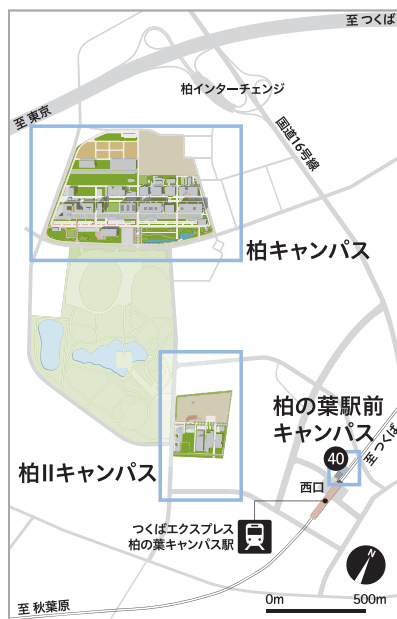 至 つくば
柏インターチェンジ
至 東京
国道16号線
柏キャンパス
柏の葉駅前
キャンパス
40
至 つくば
柏IIキャンパス
西口
つくばエクスプレス
柏の葉キャンパス駅
N
至 秋葉原
0m 500m